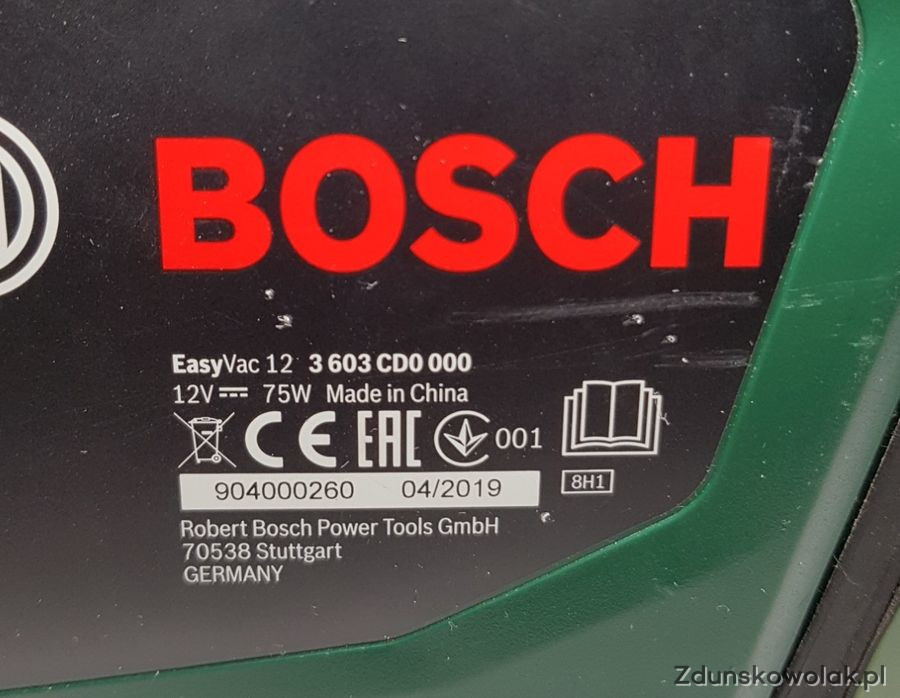 BOSCH
EasyVac 12 3 603 CD0 000
12V 75W Made in China
CE EAC 001
8H1
904000260 04/2019
Robert Bosch Power Tools GmbH
70538 Stuttgart
GERMANY
Zdunskowolak.pl